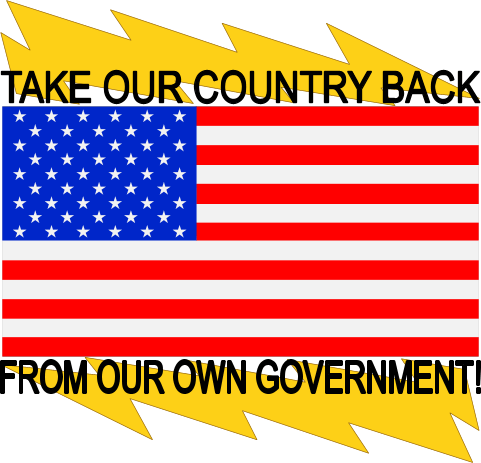 TAKE OUR COUNTRY BACK
FROM OUR OWN GOVERNMENT!